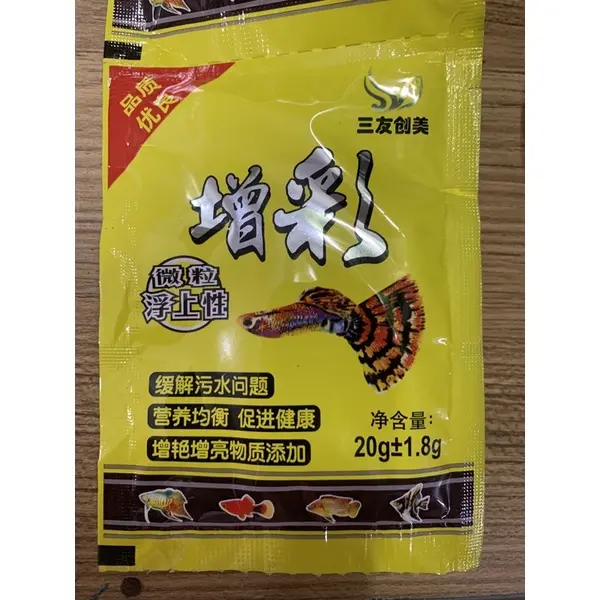 品质
优良
三友创美
增彩
微粒
浮上性
缓解污水问题
营养均衡 促进健康
增艳增亮物质添加
净含量:
20g±1.8g